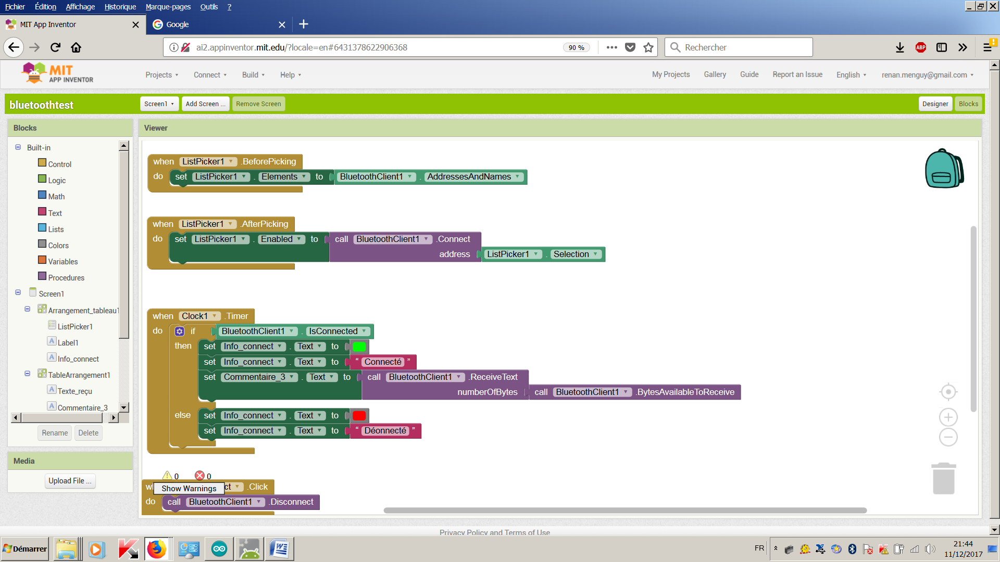 Fichier Édition Affichage Historique Marque-pages Outils ?
MIT App Inventor
Google
ai2.appinventor.mit.edu/?locale=en#6431378622906368
90 %
Rechercher
ABP
MIT
APP INVENTOR
Projects Connect Build Help
My Projects Gallery Guide Report an Issue English renan.menguy@gmail.com
bluetoothtest
Screen1 Add Screen ... Remove Screen
Designer Blocks
Blocks
Built-in
Control
Logic
Math
Text
Lists
Colors
Variables
Procedures
Screen1
Arrangement_tableau1
ListPicker1
Label1
Info_connect
TableArrangement1
Texte_reçu
Commentaire_3
Rename Delete
Media
Upload File ...
Viewer
when ListPicker1 .BeforePicking
do set ListPicker1 . Elements to BluetoothClient1 . AddressesAndNames
when ListPicker1 .AfterPicking
do set ListPicker1 . Enabled to call BluetoothClient1 .Connect
address ListPicker1 . Selection
when Clock1 .Timer
do if BluetoothClient1 . IsConnected
then set Info_connect . Text to
set Info_connect . Text to “ Connecté ”
set Commentaire_3 . Text to call BluetoothClient1 .ReceiveText
numberOfBytes call BluetoothClient1 .BytesAvailableToReceive
else set Info_connect . Text to
set Info_connect . Text to “ Déonnecté ”
0 0
Show Warnings
ct .Click
do call BluetoothClient1 .Disconnect
Privacy Policy and Terms of Use
Démarrer
FR
21:44
11/12/2017